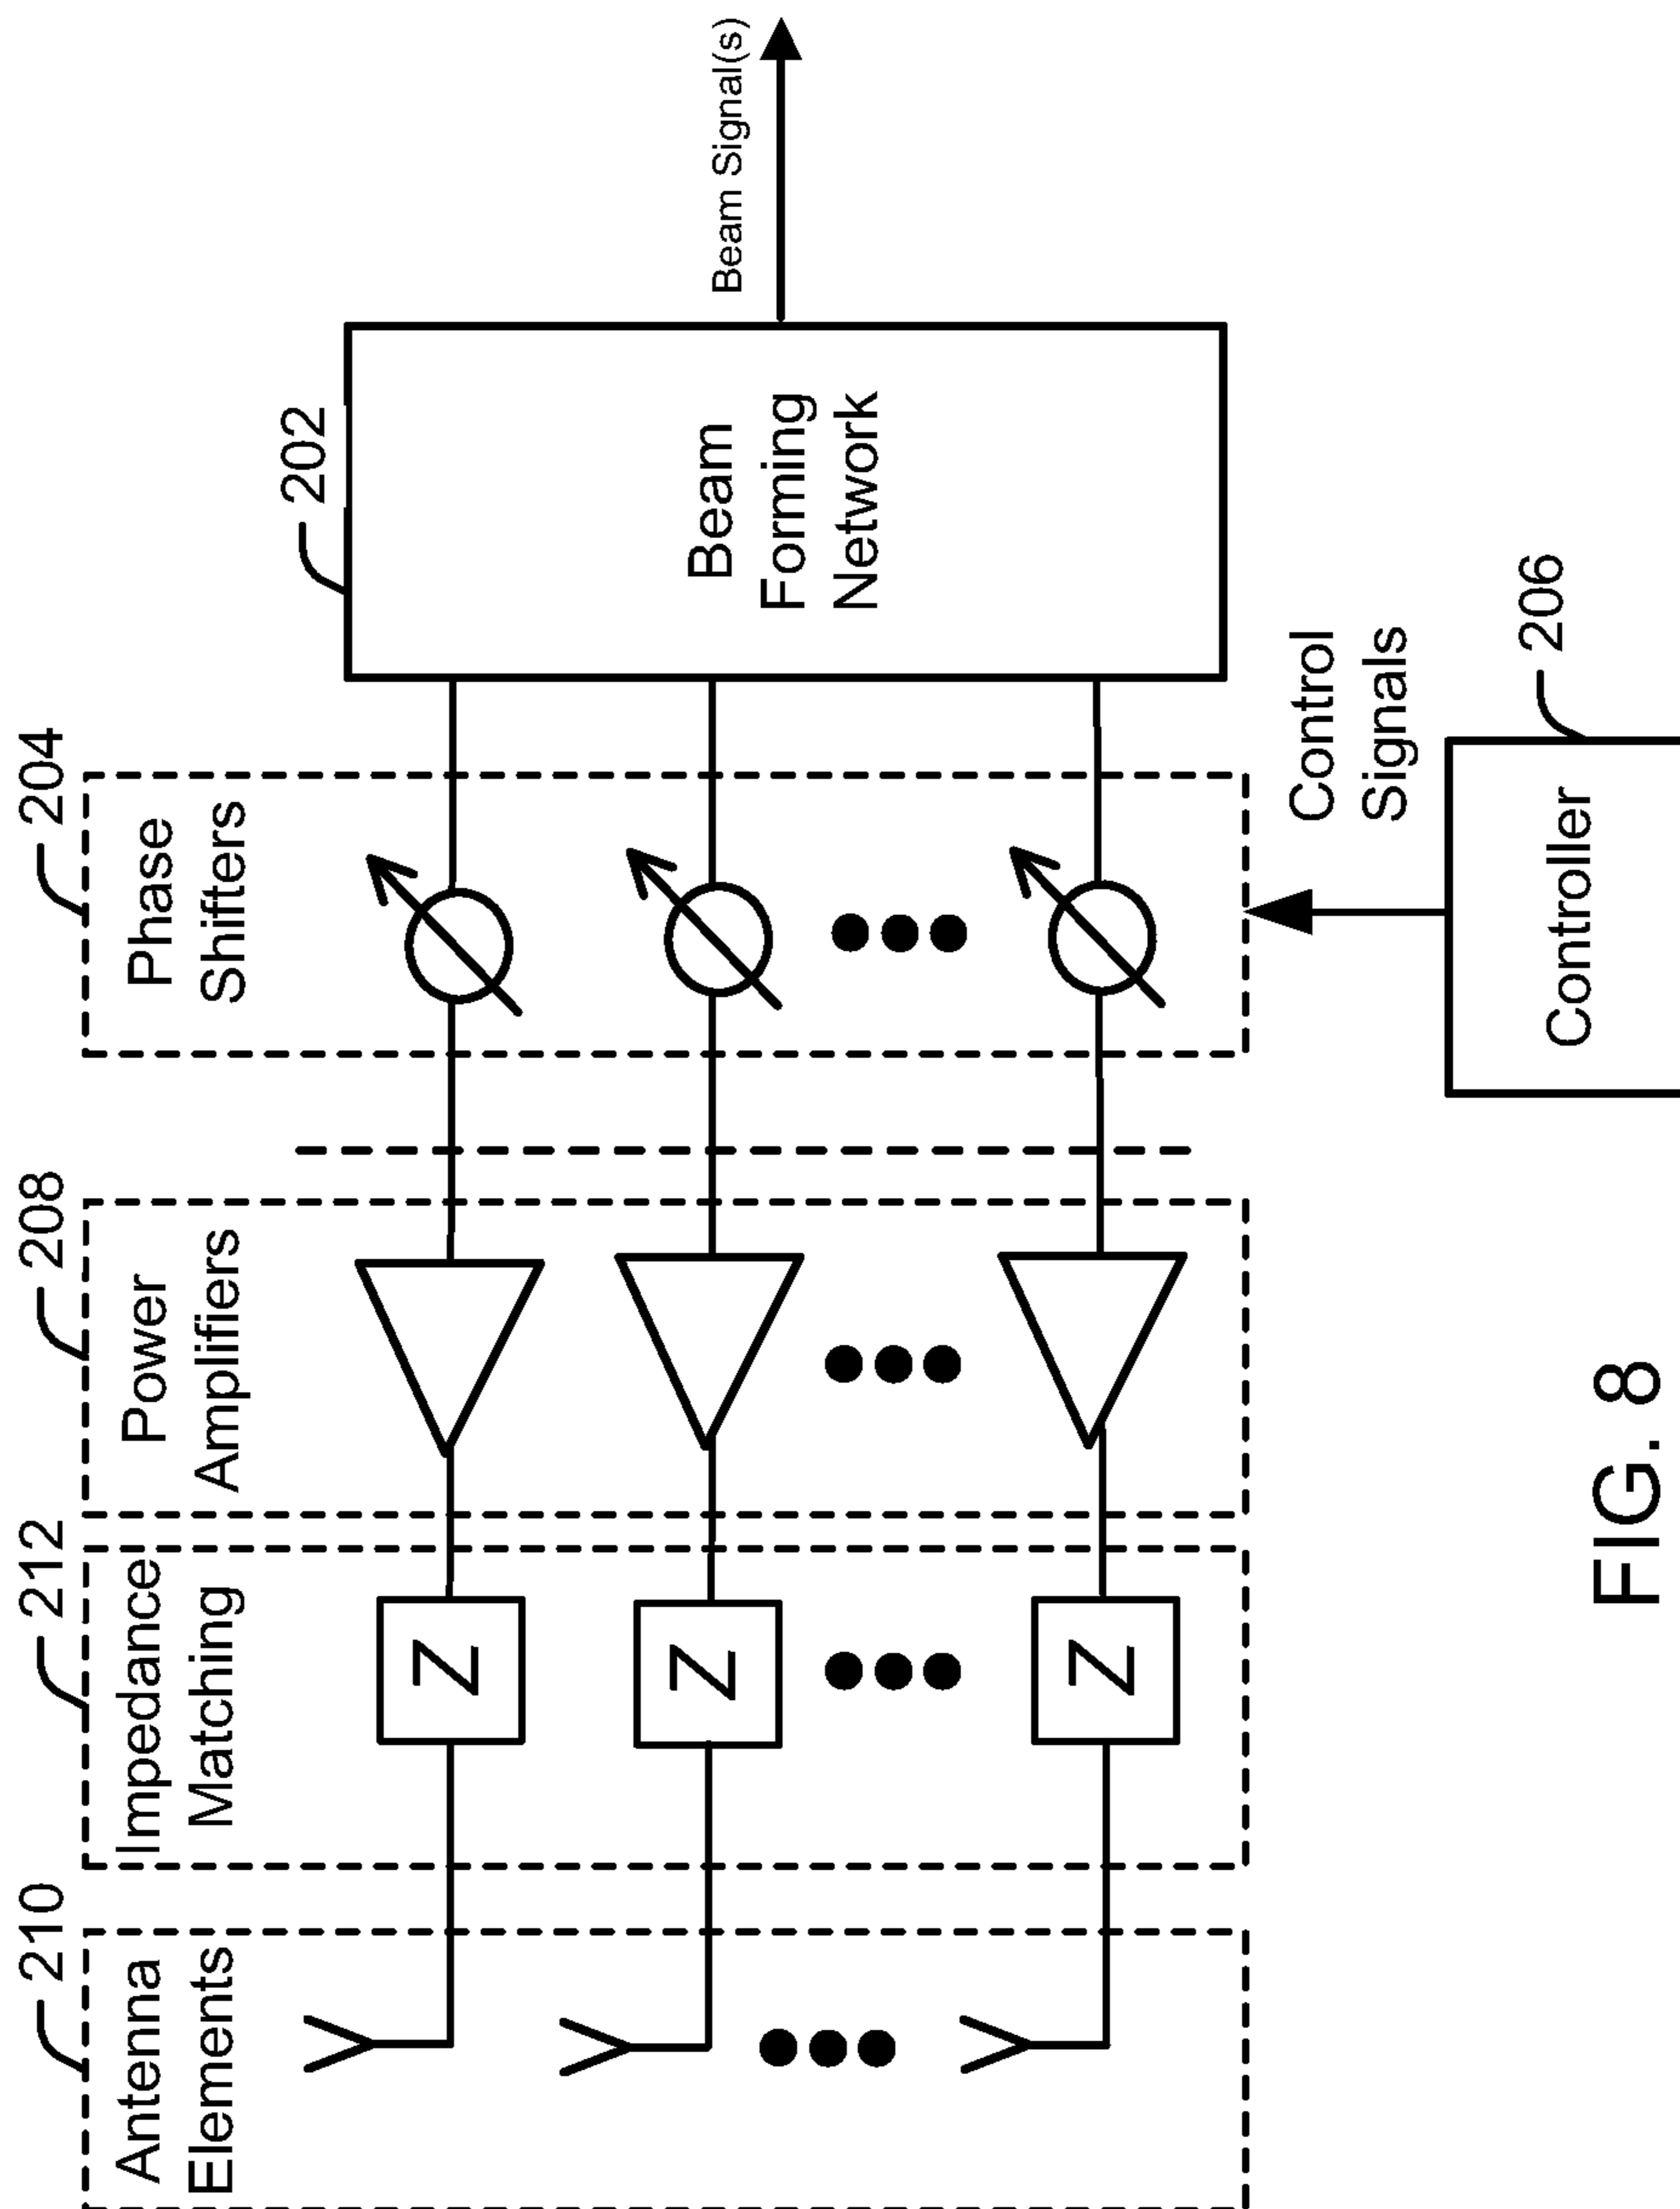 210
212
208
204
202
Antenna
Elements
Impedance
Matching
Power
Amplifiers
Phase
Shifters
Z
Z
Z
Beam
Forming
Network
Beam Signal(s)
Control
Signals
Controller
206
FIG. 8